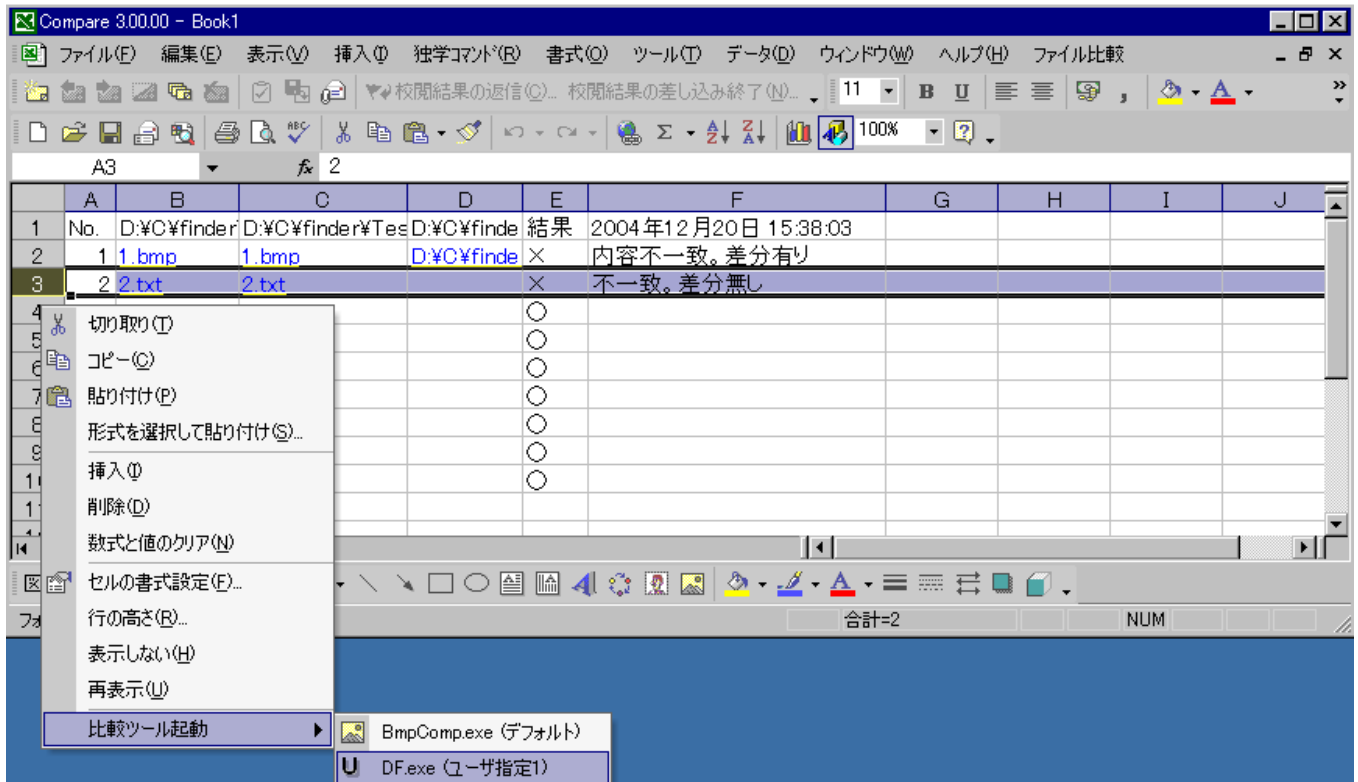 Compare 3.00.00 - Book1
ファイル(F) 編集(E) 表示(V) 挿入(I) 独学コマンド(R) 書式(O) ツール(T) データ(D) ウィンドウ(W) ヘルプ(H) ファイル比較
校閲結果の返信(C)... 校閲結果の差し込み終了(N)... 11 B U A
ABC Σ 100%
A3 fx 2
A B C D E F G H I J
1 No. D:¥C¥finder D:¥C¥finder¥Tes D:¥C¥finde 結果 2004年12月20日 15:38:03
2 1 1.bmp 1.bmp D:¥C¥finde × 内容不一致。差分有り
3 2 2.txt 2.txt × 不一致。差分無し
4 ○
5 ○
6 ○
7 ○
8 ○
9 ○
○
切り取り(T)
コピー(C)
貼り付け(P)
形式を選択して貼り付け(S)...
挿入(I)
削除(D)
数式と値のクリア(N)
セルの書式設定(F)...
行の高さ(R)...
表示しない(H)
再表示(U)
比較ツール起動
BmpComp.exe (デフォルト)
U DF.exe (ユーザ指定1)
図 A
合計=2 NUM